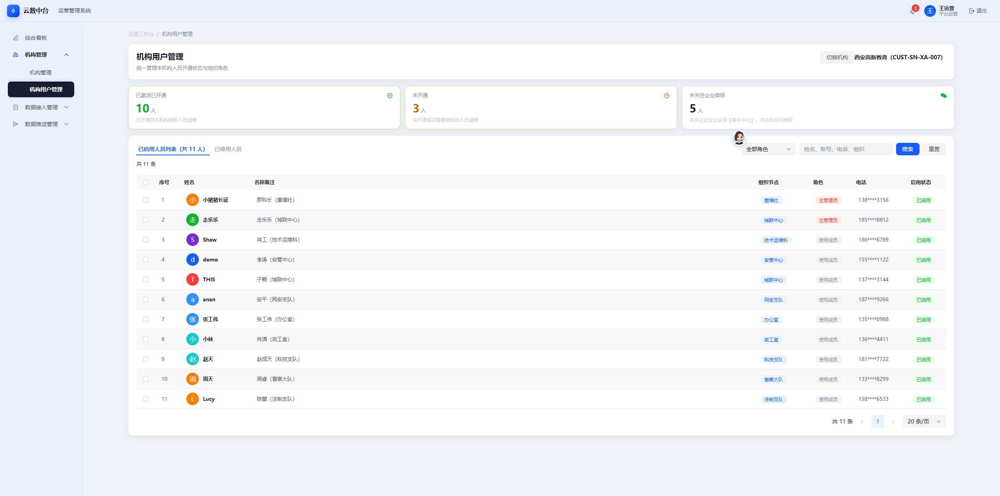 云数中台 运营管理系统
3 王 王运营 平台运营 退出
综合看板
机构管理
机构管理
机构用户管理
数据接入管理
数据推送管理
运营工作台 / 机构用户管理
机构用户管理
统一管理本机构人员开通状态与组织角色
切换机构 西安高新教育（CUST-SN-XA-007）
已激活已开通
10 人
已开通且本机构授权人员清单
未开通
3 人
未开通或还需要授权的人员清单
未关注企业微信
5 人
未关注企业公众号【指令中心】，关注后方可授权
已启用人员列表（共 11 人） 已停用人员
全部角色 姓名、账号、电话、组织 搜索 重置
共 11 条
序号 姓名 名称备注 组织节点 角色 电话 启用状态
1 小 小猪猪长征 罗科长（董塘社） 董塘社 主管理员 138****3156 已启用
2 走 走乐乐 走乐乐（城联中心） 城联中心 主管理员 185****8812 已启用
3 S Shaw 肖工（技术运维科） 技术运维科 使用成员 186****6789 已启用
4 d domo 李涛（安管中心） 安管中心 使用成员 155****1122 已启用
5 T THIS 于畅（城联中心） 城联中心 使用成员 137****3144 已启用
6 a anan 安平（网安支队） 网安支队 使用成员 187****9266 已启用
7 张 张工伟 张工伟（办公室） 办公室 使用成员 135****0988 已启用
8 小 小林 林潇（政工室） 政工室 使用成员 136****4411 已启用
9 赵 赵天 赵成天（科技支队） 科技支队 使用成员 181****7722 已启用
10 周 周天 周睿（督察大队） 督察大队 使用成员 133****8299 已启用
11 L Lucy 陈蕾（法制支队） 法制支队 使用成员 158****6533 已启用
共 11 条 1 20 条/页